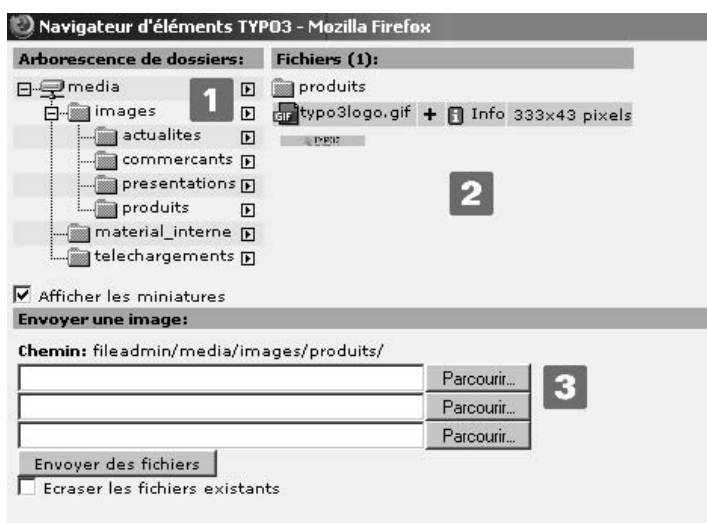 Navigateur d'éléments TYPO3 - Mozilla Firefox
Arborescence de dossiers:
Fichiers (1):
media
images
actualites
commercants
presentations
produits
material_interne
telechargements
1
produits
GIF typo3logo.gif + Info 333x43 pixels
TYPO3
2
Afficher les miniatures
Envoyer une image:
Chemin: fileadmin/media/images/produits/
Parcourir...
Parcourir...
Parcourir...
3
Envoyer des fichiers
Ecraser les fichiers existants